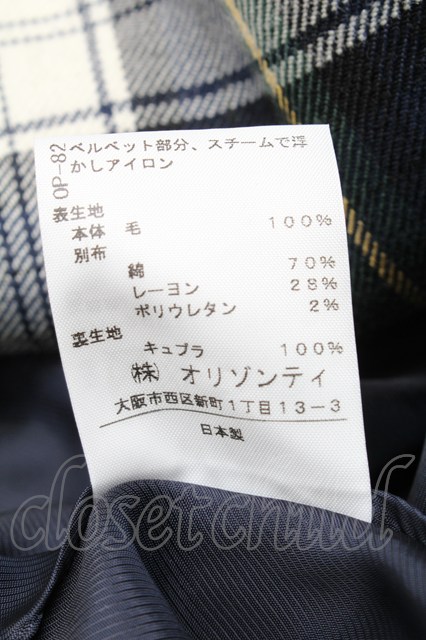 OP-82
ベルベット部分、スチームで浮
かしアイロン
表生地
本体 毛 100%
別布
綿 70%
レーヨン 28%
ポリウレタン 2%
裏生地
キュプラ 100%
㈱ オリゾンティ
大阪市西区新町1丁目13-3
日本製
closet child